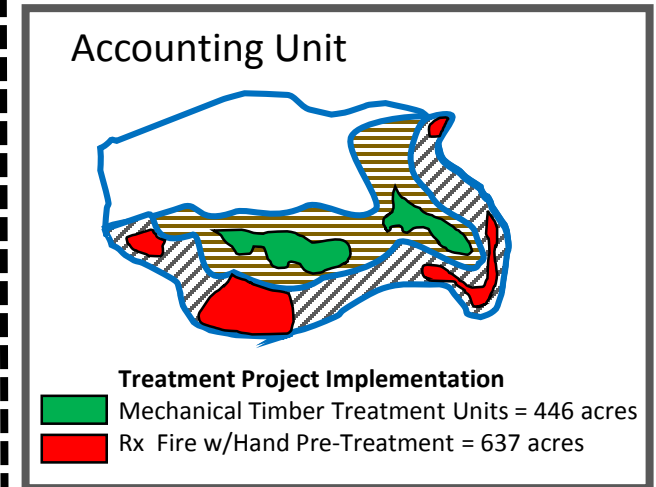 Accounting Unit
Treatment Project Implementation
Mechanical Timber Treatment Units = 446 acres
Rx Fire w/Hand Pre-Treatment = 637 acres